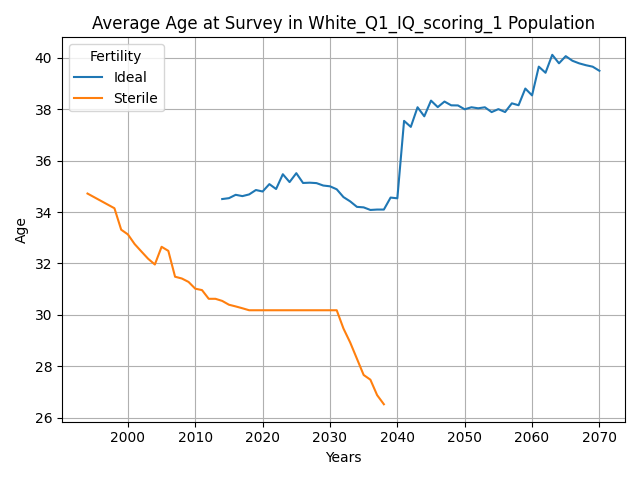 Average Age at Survey in White_Q1_IQ_scoring_1 Population
Fertility
Ideal
Sterile
40
38
36
34
32
30
28
26
Age
2000
2010
2020
2030
2040
2050
2060
2070
Years